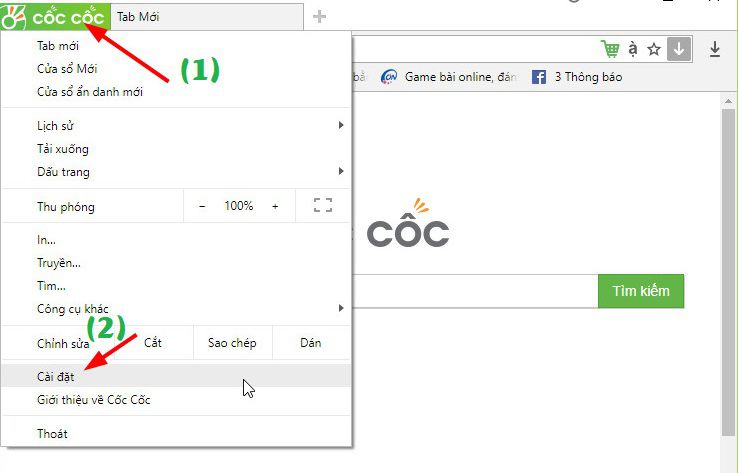 cốc cốc Tab Mới
(1)
Tab mới
Cửa sổ Mới
Cửa sổ ẩn danh mới
Game bài online, đán
3 Thông báo
Lịch sử
Tải xuống
Dấu trang
Thu phóng − 100% +
In...
Truyền...
Tìm...
Công cụ khác
cốc
Tìm kiếm
(2)
Chỉnh sửa Cắt Sao chép Dán
Cài đặt
Giới thiệu về Cốc Cốc
Thoát